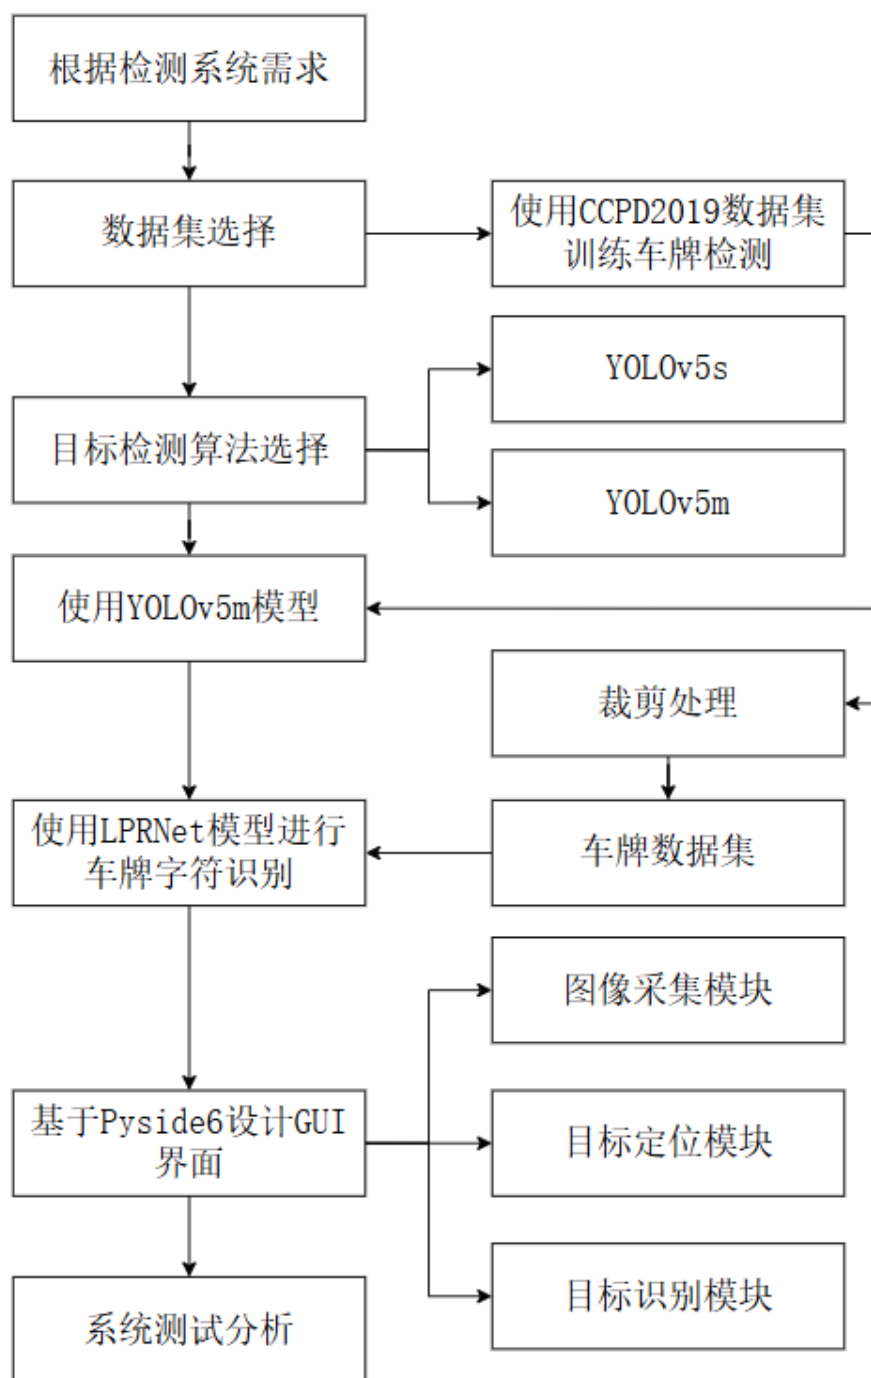 根据检测系统需求
数据集选择
使用CCPD2019数据集
训练车牌检测
YOLOv5s
目标检测算法选择
YOLOv5m
使用YOLOv5m模型
裁剪处理
使用LPRNet模型进行
车牌字符识别
车牌数据集
图像采集模块
基于Pyside6设计GUI
界面
目标定位模块
目标识别模块
系统测试分析